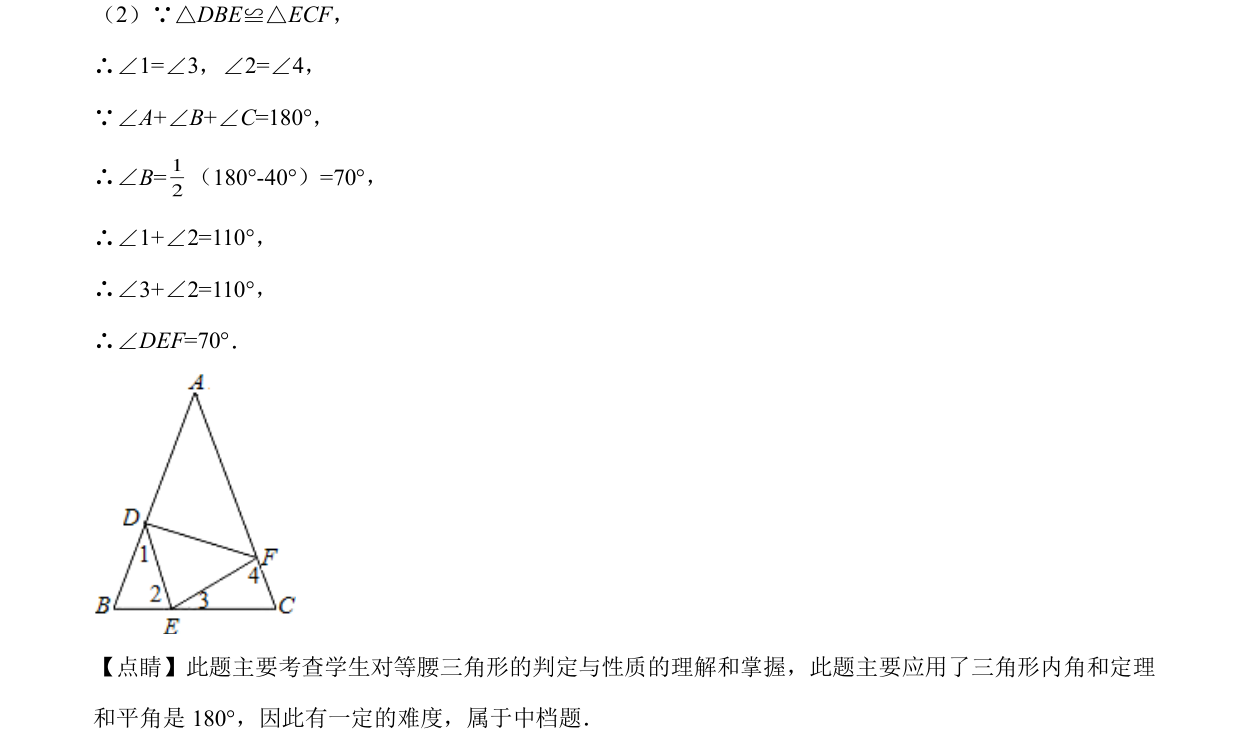 （2）∵△DBE≌△ECF，
∴∠1=∠3，∠2=∠4，
∵∠A+∠B+∠C=180°，
∴∠B=1/2（180°-40°）=70°，
∴∠1+∠2=110°，
∴∠3+∠2=110°，
∴∠DEF=70°．
A
D
1
F
4
B
2
3
C
E
【点睛】此题主要考查学生对等腰三角形的判定与性质的理解和掌握，此题主要应用了三角形内角和定理
和平角是 180°，因此有一定的难度，属于中档题．